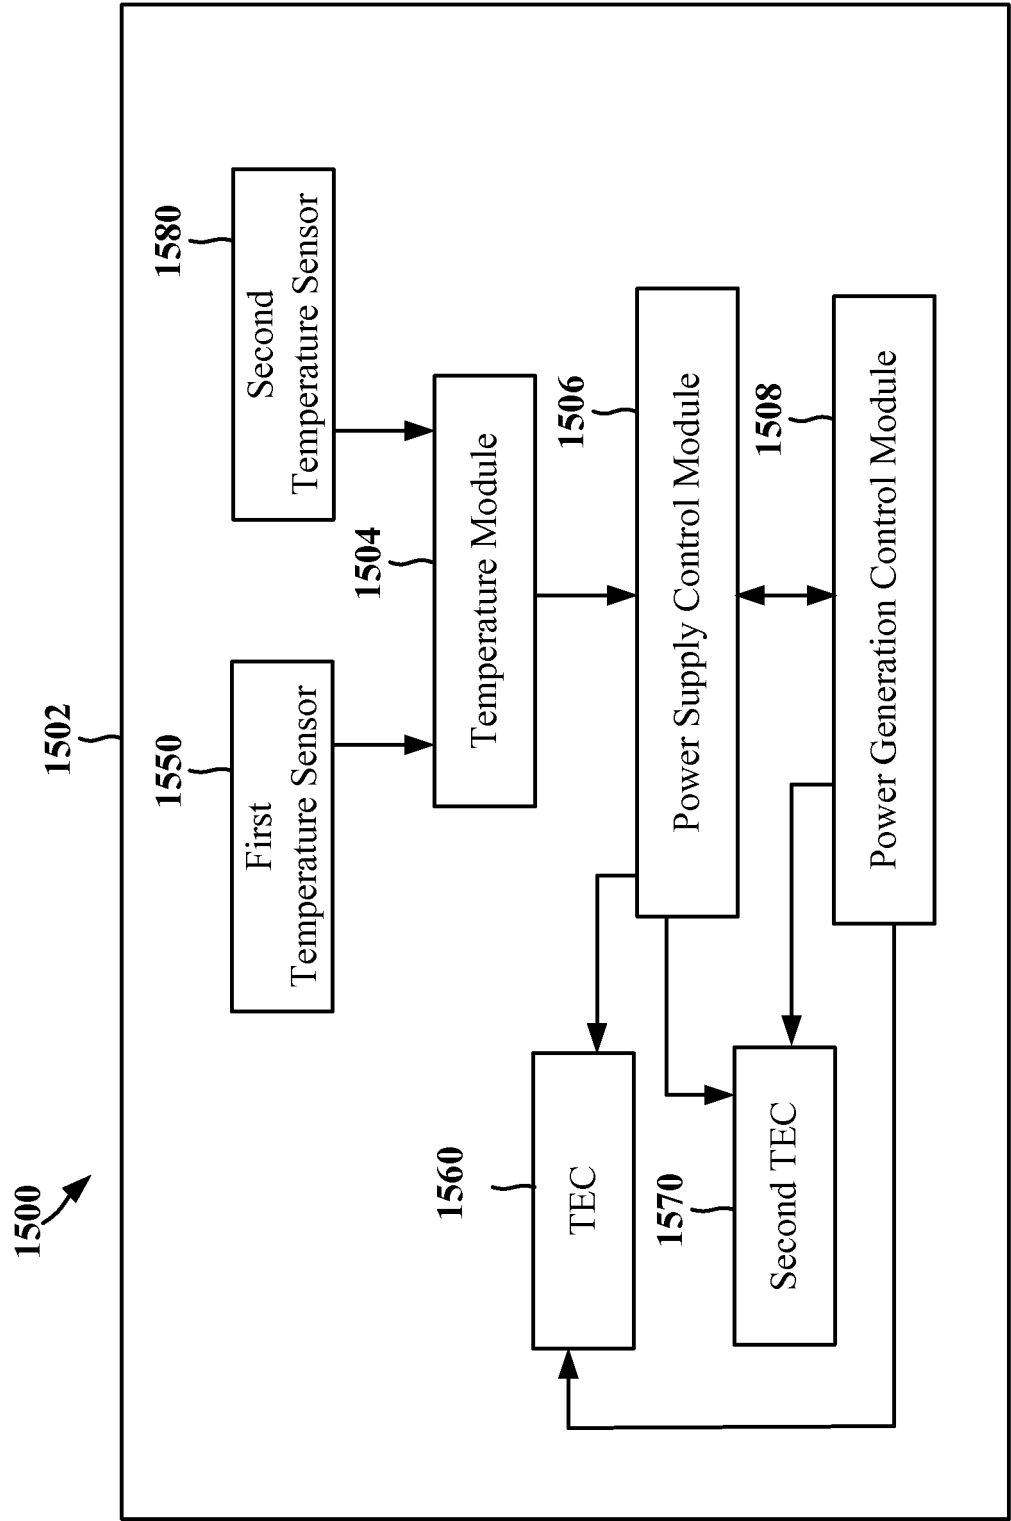 1500
1502
1550
First
Temperature Sensor
1580
Second
Temperature Sensor
1504
Temperature Module
1560
TEC
1506
Power Supply Control Module
1570
Second TEC
1508
Power Generation Control Module